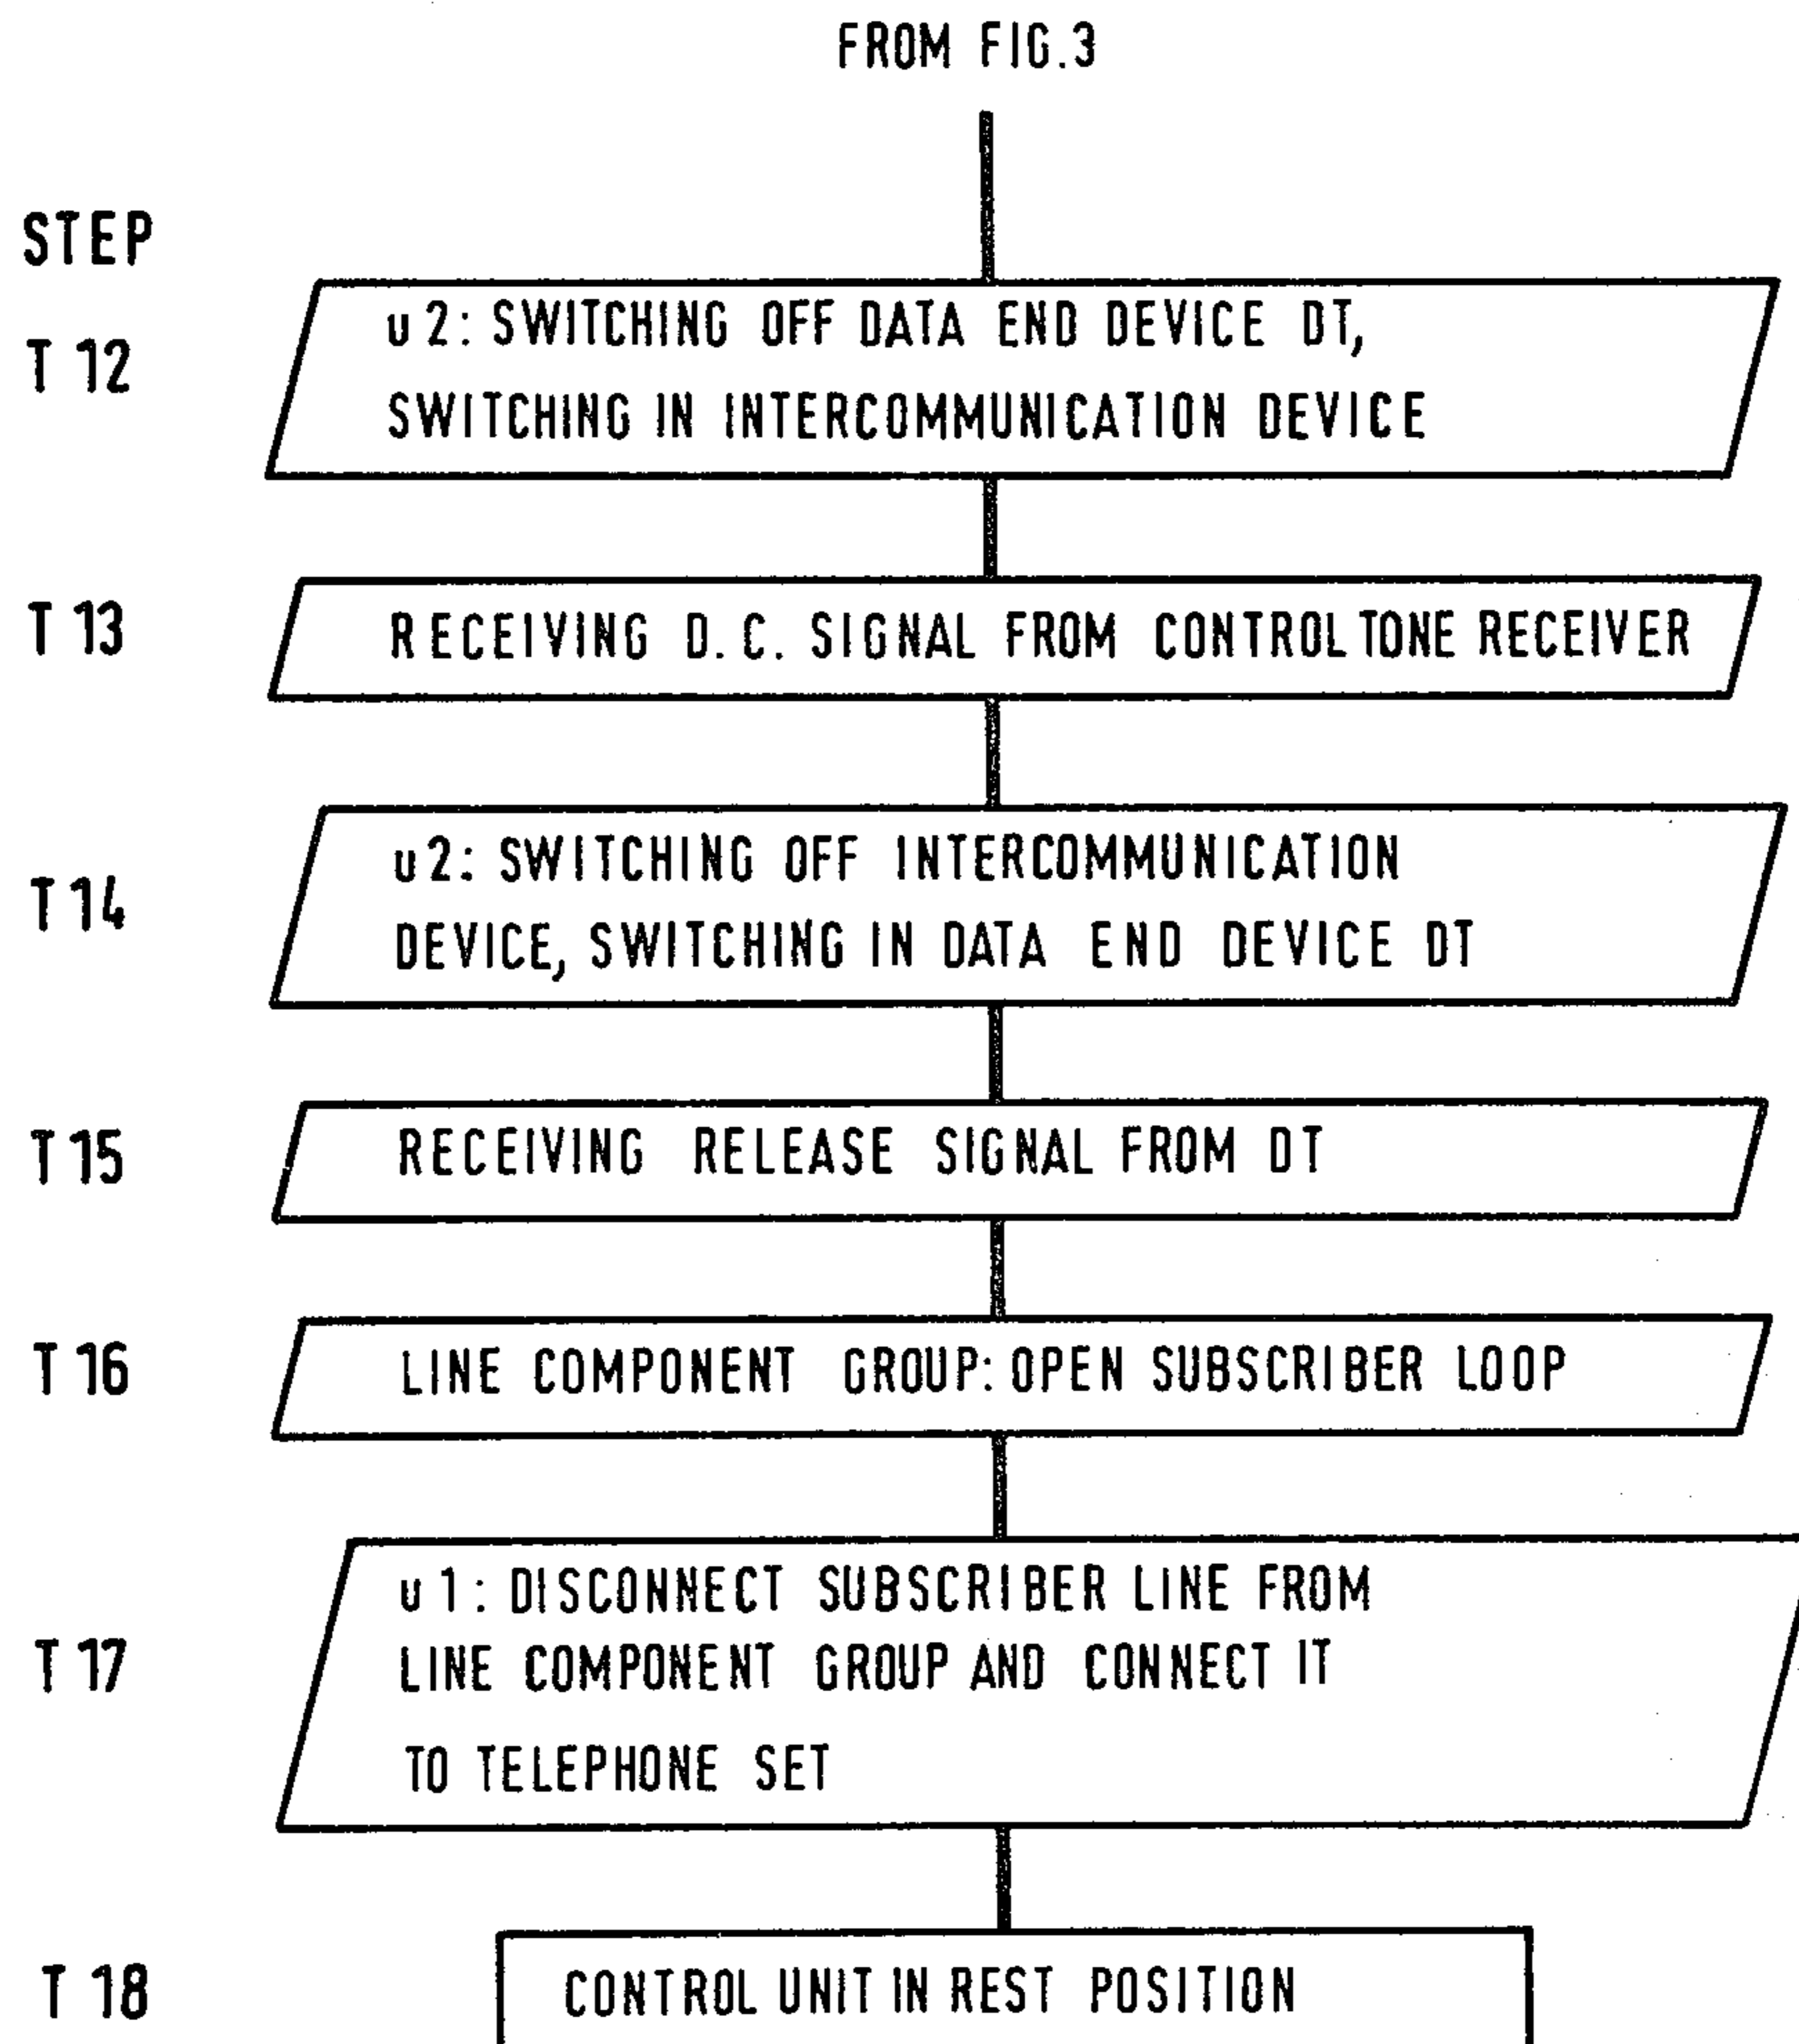 FROM FIG.3
STEP
T 12
u 2: SWITCHING OFF DATA END DEVICE DT,
SWITCHING IN INTERCOMMUNICATION DEVICE
T 13
RECEIVING D.C. SIGNAL FROM CONTROL TONE RECEIVER
T 14
u2: SWITCHING OFF INTERCOMMUNICATION
DEVICE, SWITCHING IN DATA END DEVICE DT
T 15
RECEIVING RELEASE SIGNAL FROM DT
T 16
LINE COMPONENT GROUP: OPEN SUBSCRIBER LOOP
T 17
u 1: DISCONNECT SUBSCRIBER LINE FROM
LINE COMPONENT GROUP AND CONNECT IT
TO TELEPHONE SET
T 18
CONTROL UNIT IN REST POSITION